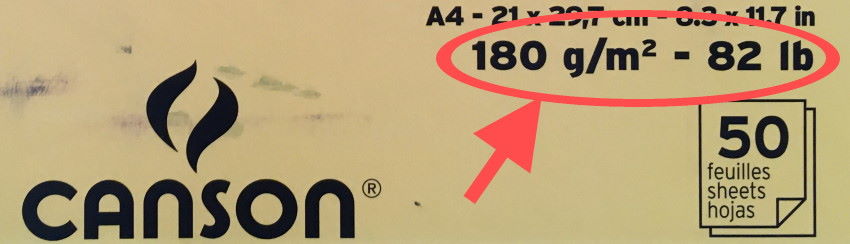 A4 - 21 x 29,7 cm - 8.3 x 11.7 in
180 g/m² - 82 lb
50
feuilles
sheets
hojas
CANSON®